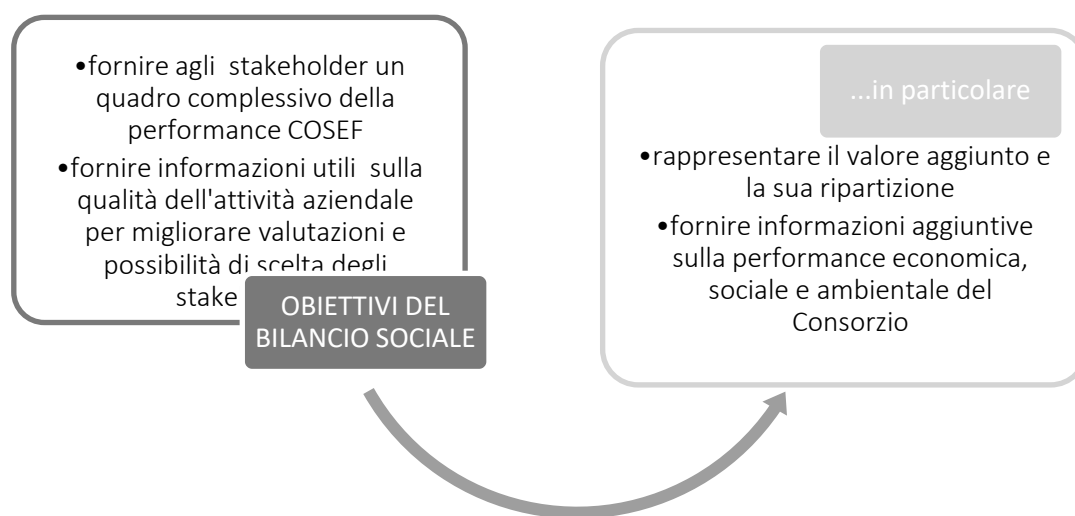 •fornire agli  stakeholder un
quadro complessivo della
performance COSEF
•fornire informazioni utili  sulla
qualità dell'attività aziendale
per migliorare valutazioni e
possibilità di scelta degli
stake
OBIETTIVI DEL
BILANCIO SOCIALE
...in particolare
•rappresentare il valore aggiunto e
la sua ripartizione
•fornire informazioni aggiuntive
sulla performance economica,
sociale e ambientale del
Consorzio